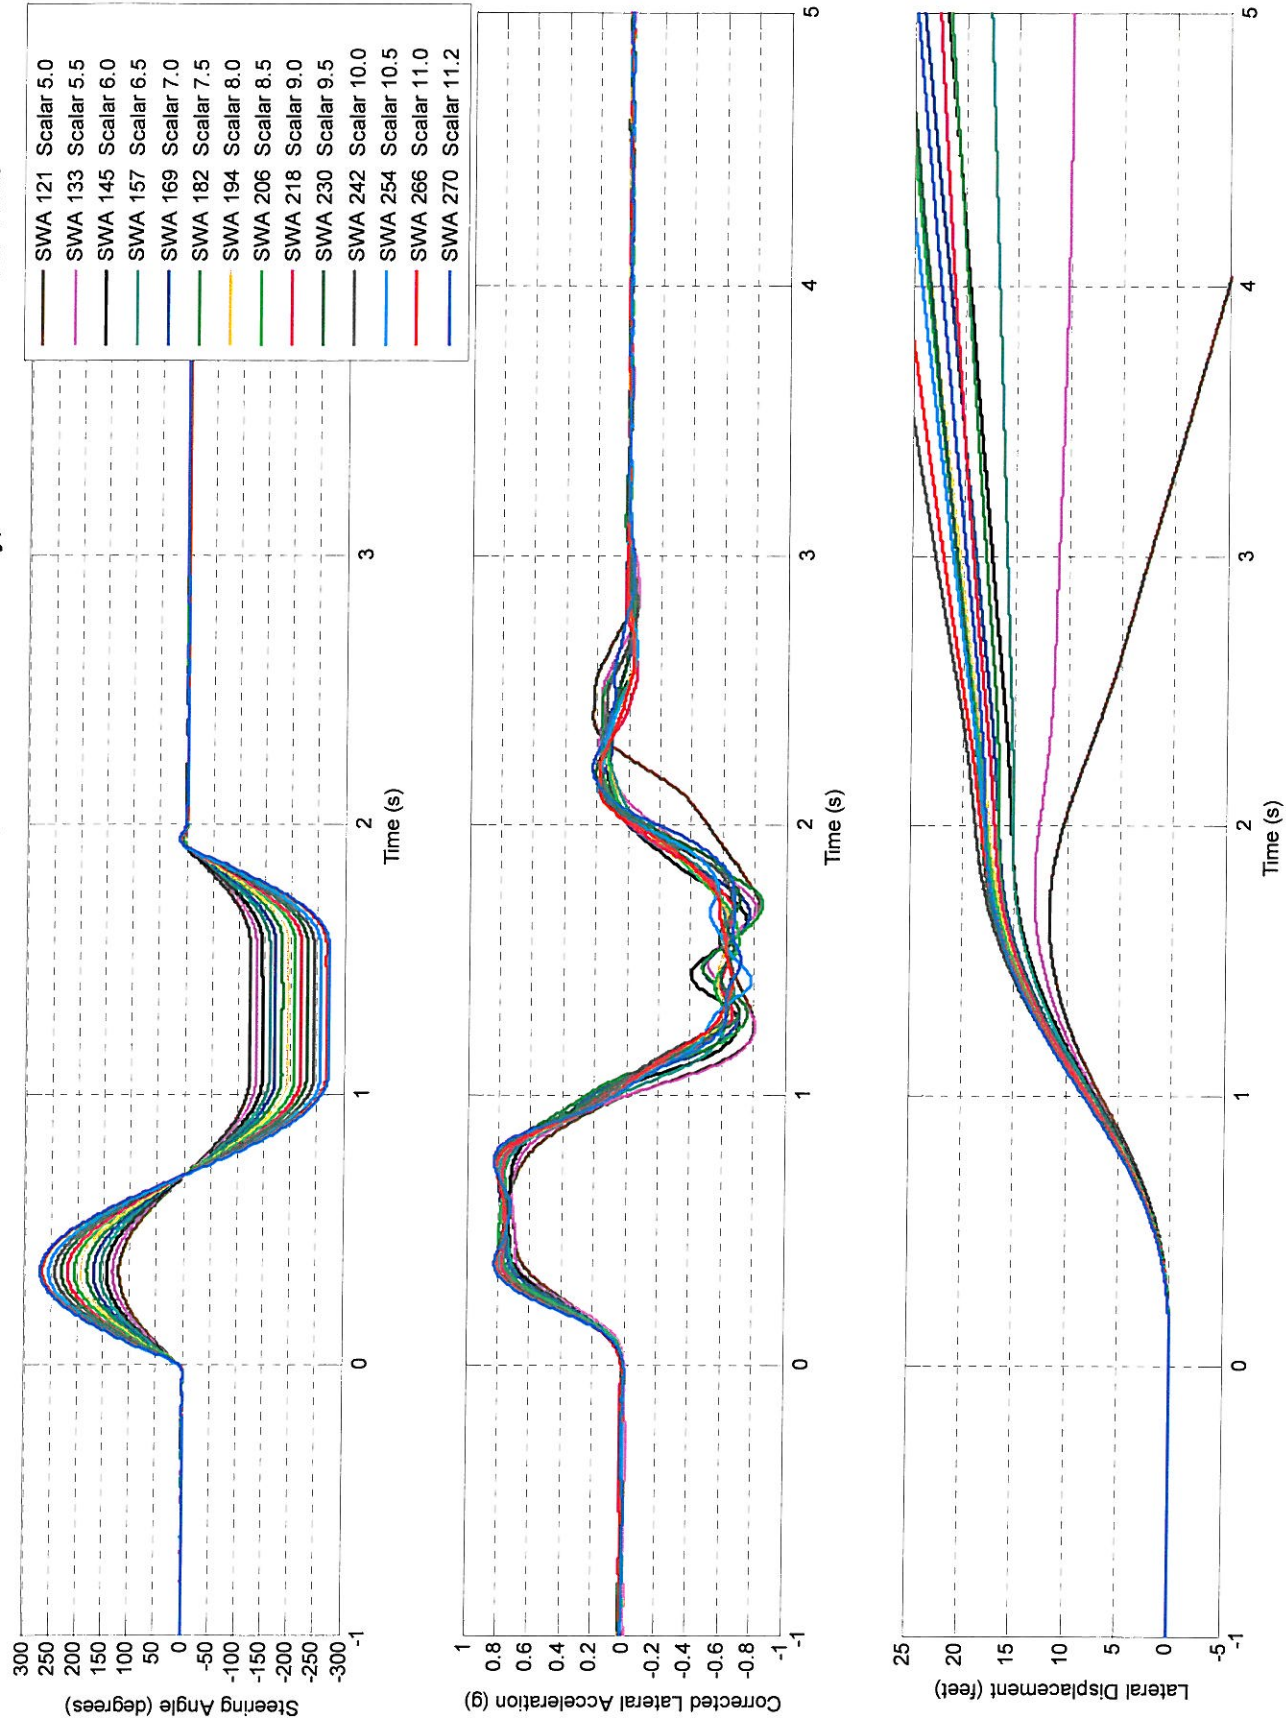 SWA 121 Scalar 5.0
SWA 133 Scalar 5.5
SWA 145 Scalar 6.0
SWA 157 Scalar 6.5
SWA 169 Scalar 7.0
SWA 182 Scalar 7.5
SWA 194 Scalar 8.0
SWA 206 Scalar 8.5
SWA 218 Scalar 9.0
SWA 230 Scalar 9.5
SWA 242 Scalar 10.0
SWA 254 Scalar 10.5
SWA 266 Scalar 11.0
SWA 270 Scalar 11.2
Steering Angle (degrees)
300
250
200
150
100
50
0
-50
-100
-150
-200
-250
-300
-1
0
1
2
3
Time (s)
Corrected Lateral Acceleration (g)
1
0.8
0.6
0.4
0.2
0
-0.2
-0.4
-0.6
-0.8
-1
-1
0
1
2
3
4
5
Time (s)
Lateral Displacement (feet)
25
20
15
10
5
0
-5
-1
0
1
2
3
4
5
Time (s)